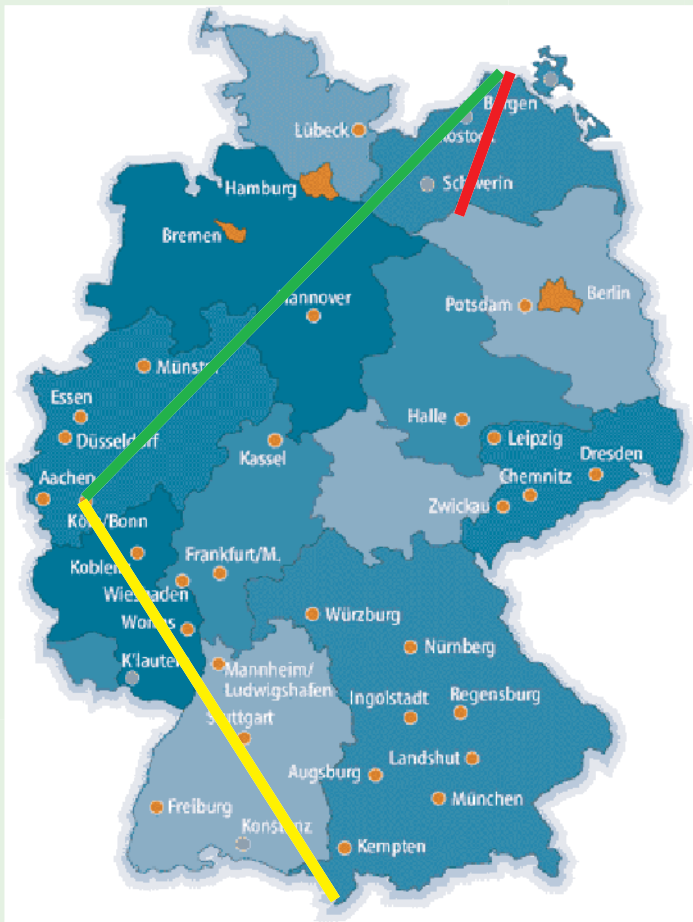 Bergen
Lübeck
Rostock
Hamburg
Schwerin
Bremen
Hannover
Potsdam
Berlin
Münster
Essen
Düsseldorf
Kassel
Halle
Leipzig
Dresden
Aachen
Chemnitz
Zwickau
Köln/Bonn
Koblenz
Frankfurt/M.
Wiesbaden
Worms
Würzburg
Nürnberg
K'lautern
Mannheim/
Ludwigshafen
Ingolstadt
Regensburg
Stuttgart
Augsburg
Landshut
München
Freiburg
Konstanz
Kempten